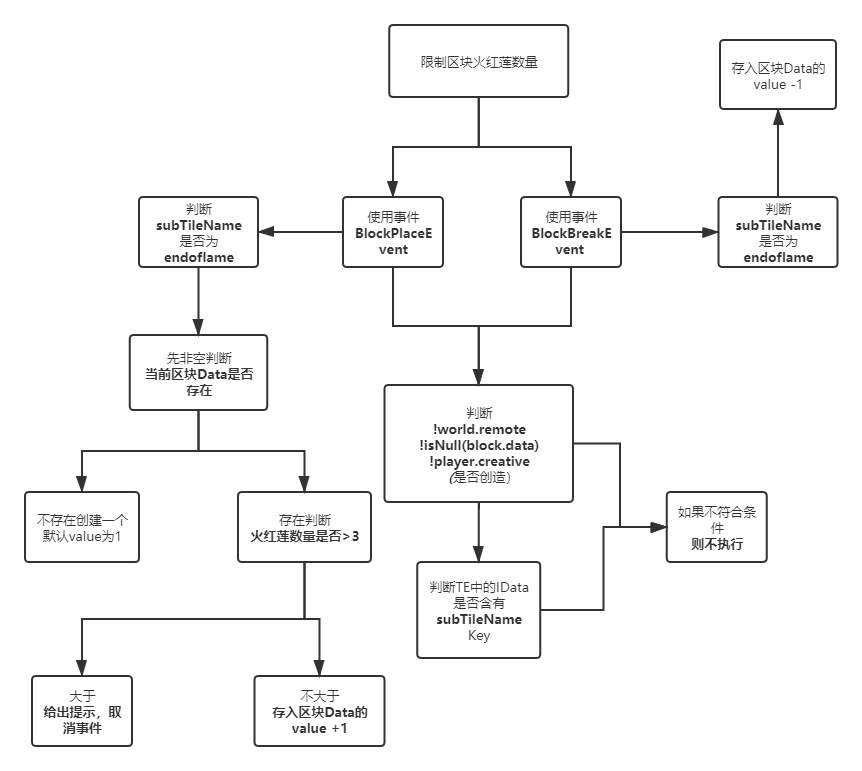 限制区块火红莲数量
存入区块Data的
value -1
判断
subTileName
是否为
endoflame
使用事件
BlockPlaceE
vent
使用事件
BlockBreakE
vent
判断
subTileName
是否为
endoflame
先非空判断
当前区块Data是否
存在
判断
!world.remote
!isNull(block.data)
!player.creative
(是否创造)
不存在创建一个
默认value为1
存在判断
火红莲数量是否>3
如果不符合条
件
则不执行
判断TE中的IData
是否含有
subTileName
Key
大于
给出提示，取
消事件
不大于
存入区块Data的
value +1